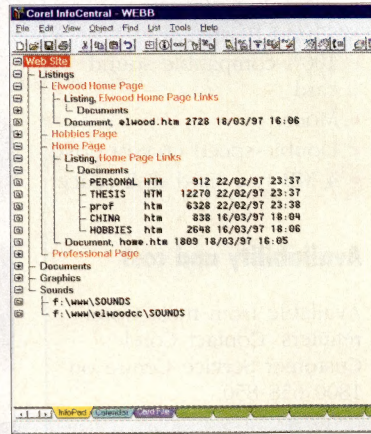 Corel InfoCentral - WEBB
File Edit View Object Find List Tools Help
Web Site
Listings
Elwood Home Page
Listing, Elwood Home Page Links
Documents
Document, elwood.htm 2728 18/03/97 16:06
Hobbies Page
Home Page
Listing, Home Page Links
Documents
PERSONAL HTM 912 22/02/97 23:37
THESIS HTM 12270 22/02/97 23:37
prof htm 6328 22/02/97 23:38
CHINA htm 838 16/03/97 18:04
HOBBIES htm 2648 16/03/97 18:06
Document, home.htm 1809 18/03/97 16:05
Professional Page
Documents
Graphics
Sounds
f:\www\SOUNDS
f:\www\elwoodcc\SOUNDS
InfoPad Calendar Card File